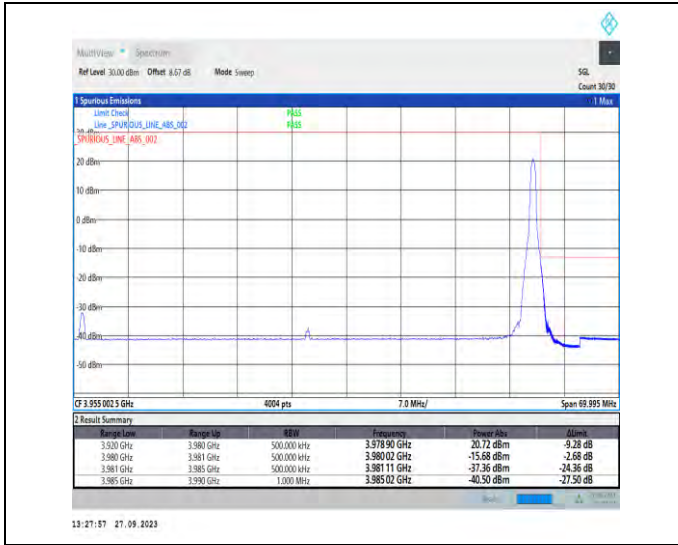 MultiView Spectrum
Ref Level 30.00 dBm Offset 8.67 dB Mode Sweep SGL
Count 30/30
1 Spurious Emissions 1 Max
Limit Check PASS
Line _SPURIOUS_LINE_ABS_002 PASS
_SPURIOUS_LINE_ABS_002
20 dBm
10 dBm
0 dBm
-10 dBm
-20 dBm
-30 dBm
-40 dBm
-50 dBm
CF 3.955 002 5 GHz 4004 pts 7.0 MHz/ Span 69.995 MHz
2 Result Summary
Range Low Range Up RBW Frequency Power Abs ΔLimit
3.920 GHz 3.980 GHz 500.000 kHz 3.978 90 GHz 20.72 dBm -9.28 dB
3.980 GHz 3.981 GHz 500.000 kHz 3.980 02 GHz -15.68 dBm -2.68 dB
3.981 GHz 3.985 GHz 500.000 kHz 3.981 11 GHz -37.36 dBm -24.36 dB
3.985 GHz 3.990 GHz 1.000 MHz 3.985 02 GHz -40.50 dBm -27.50 dB
13:27:57 27.09.2023